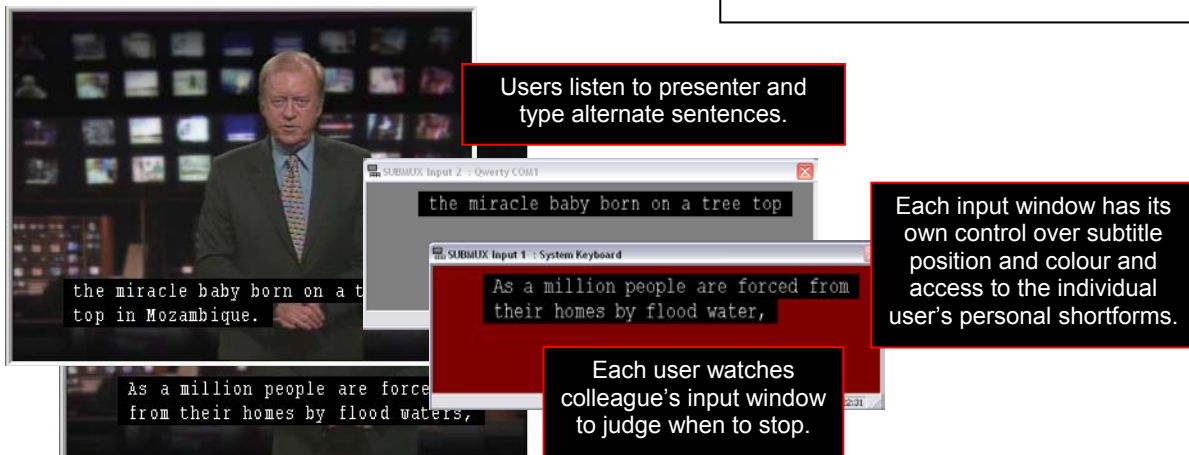 Users listen to presenter and
type alternate sentences.
SUBMUX Input 2 : Qwerty COM1
the miracle baby born on a tree top
SUBMUX Input 1 : System Keyboard
As a million people are forced from
their homes by flood water,
Each input window has its
own control over subtitle
position and colour and
access to the individual
user's personal shortforms.
the miracle baby born on a t
top in Mozambique.
Each user watches
colleague's input window
to judge when to stop.
As a million people are force
from their homes by flood waters,
2:31